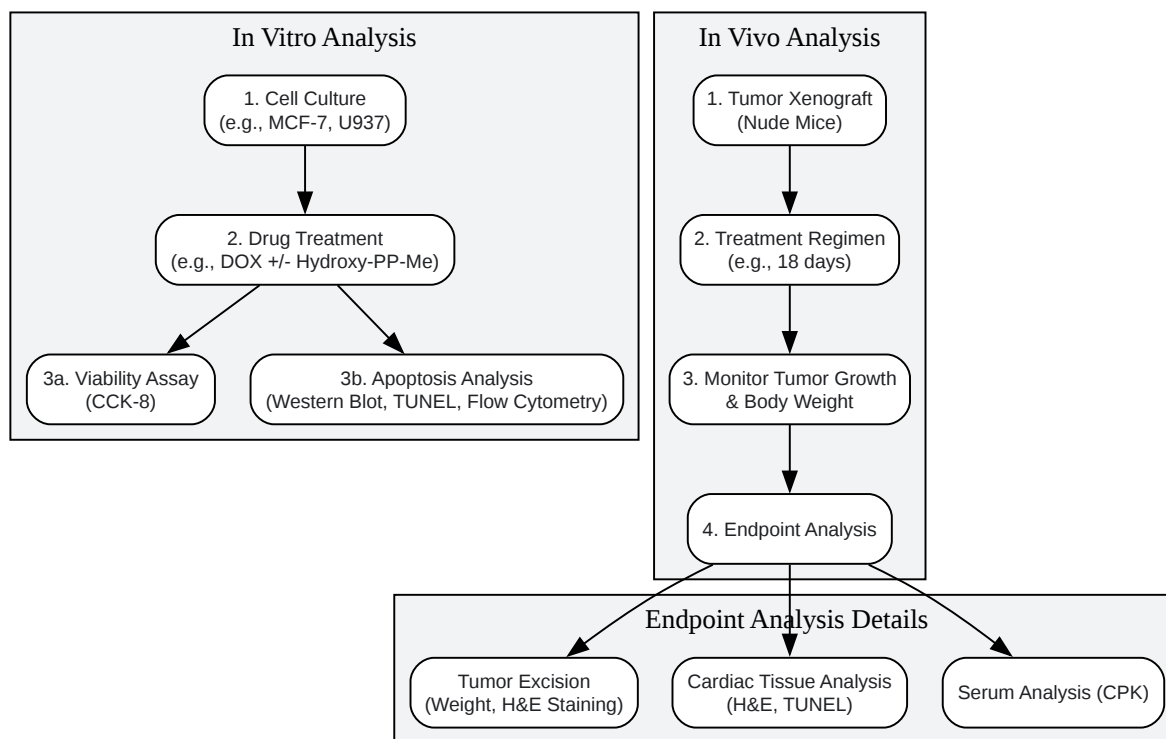 In Vitro Analysis
1. Cell Culture
(e.g., MCF-7, U937)
2. Drug Treatment
(e.g., DOX +/- Hydroxy-PP-Me)
3a. Viability Assay
(CCK-8)
3b. Apoptosis Analysis
(Western Blot, TUNEL, Flow Cytometry)
In Vivo Analysis
1. Tumor Xenograft
(Nude Mice)
2. Treatment Regimen
(e.g., 18 days)
3. Monitor Tumor Growth
& Body Weight
4. Endpoint Analysis
Endpoint Analysis Details
Tumor Excision
(Weight, H&E Staining)
Cardiac Tissue Analysis
(H&E, TUNEL)
Serum Analysis (CPK)